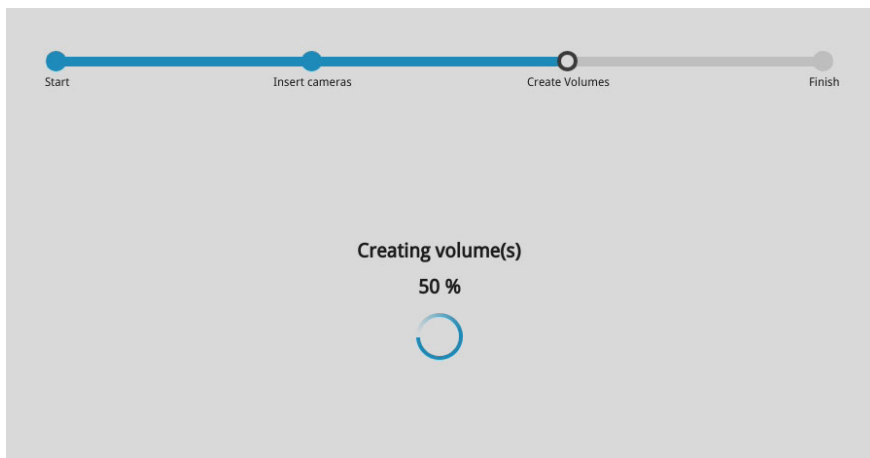 Start
Insert cameras
Create Volumes
Finish
Creating volume(s)
50 %